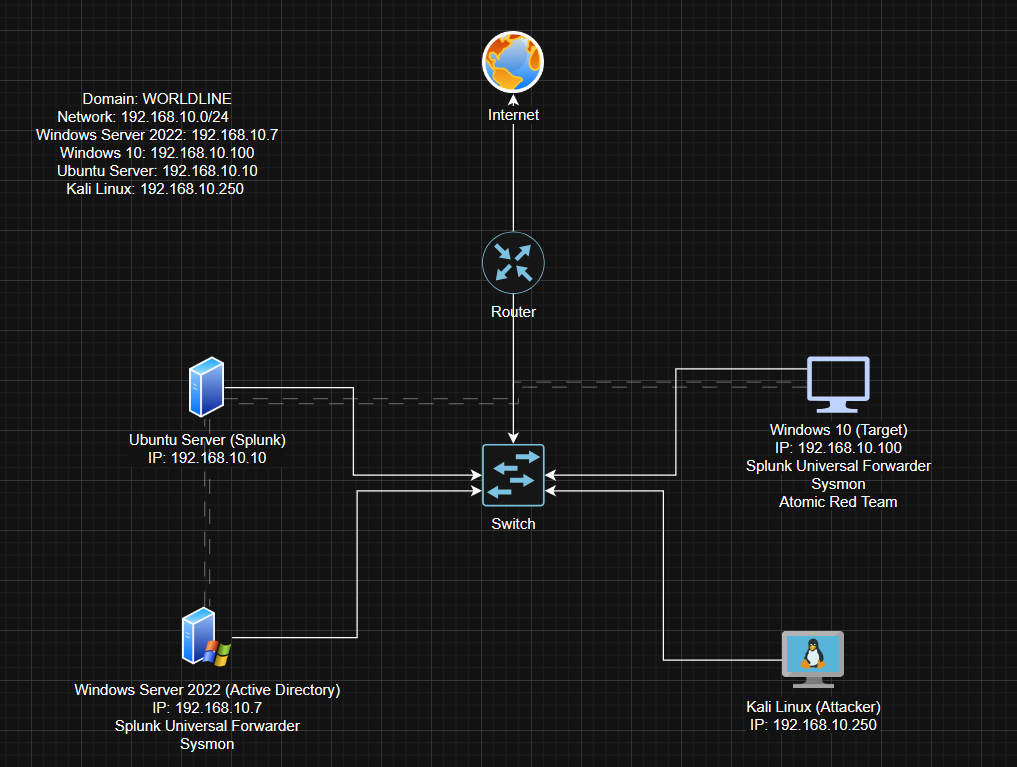 Internet
Domain: WORLDLINE
Network: 192.168.10.0/24
Windows Server 2022: 192.168.10.7
Windows 10: 192.168.10.100
Ubuntu Server: 192.168.10.10
Kali Linux: 192.168.10.250
Router
Ubuntu Server (Splunk)
IP: 192.168.10.10
Windows 10 (Target)
IP: 192.168.10.100
Splunk Universal Forwarder
Sysmon
Atomic Red Team
Switch
Windows Server 2022 (Active Directory)
IP: 192.168.10.7
Splunk Universal Forwarder
Sysmon
Kali Linux (Attacker)
IP: 192.168.10.250